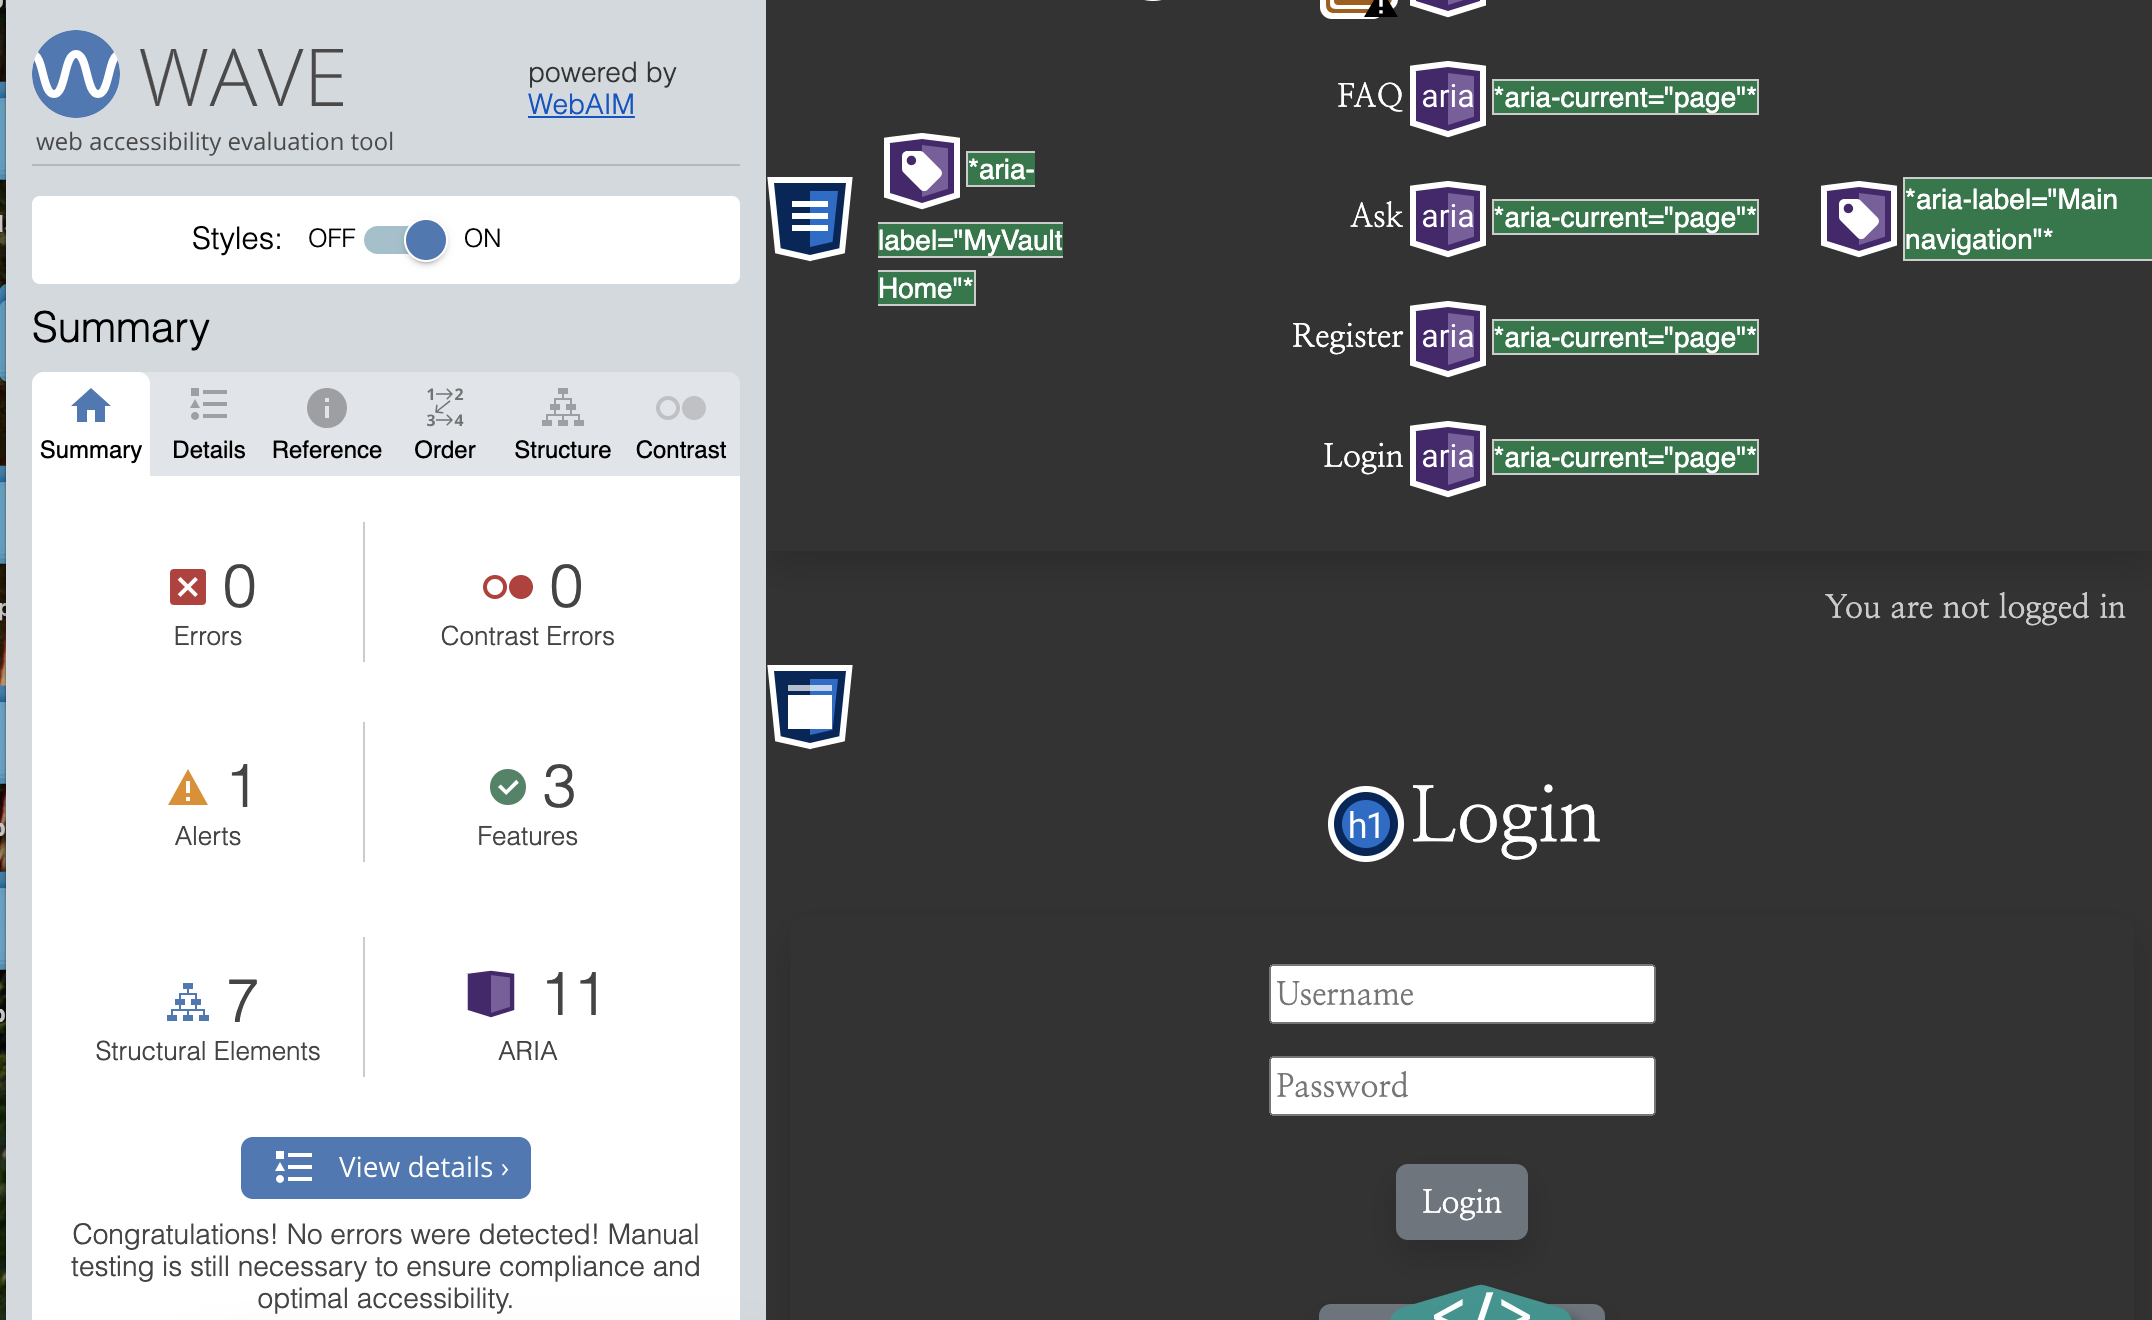 WAVE
powered by
WebAIM
web accessibility evaluation tool
Styles: OFF ON
Summary
Summary Details Reference Order Structure Contrast
0
Errors
0
Contrast Errors
1
Alerts
3
Features
7
Structural Elements
11
ARIA
View details ›
Congratulations! No errors were detected! Manual
testing is still necessary to ensure compliance and
optimal accessibility.
*aria-
label="MyVault
Home"*
FAQ aria *aria-current="page"*
Ask aria *aria-current="page"*
Register aria *aria-current="page"*
Login aria *aria-current="page"*
*aria-label="Main
navigation"*
You are not logged in
h1 Login
Username
Password
Login
</>